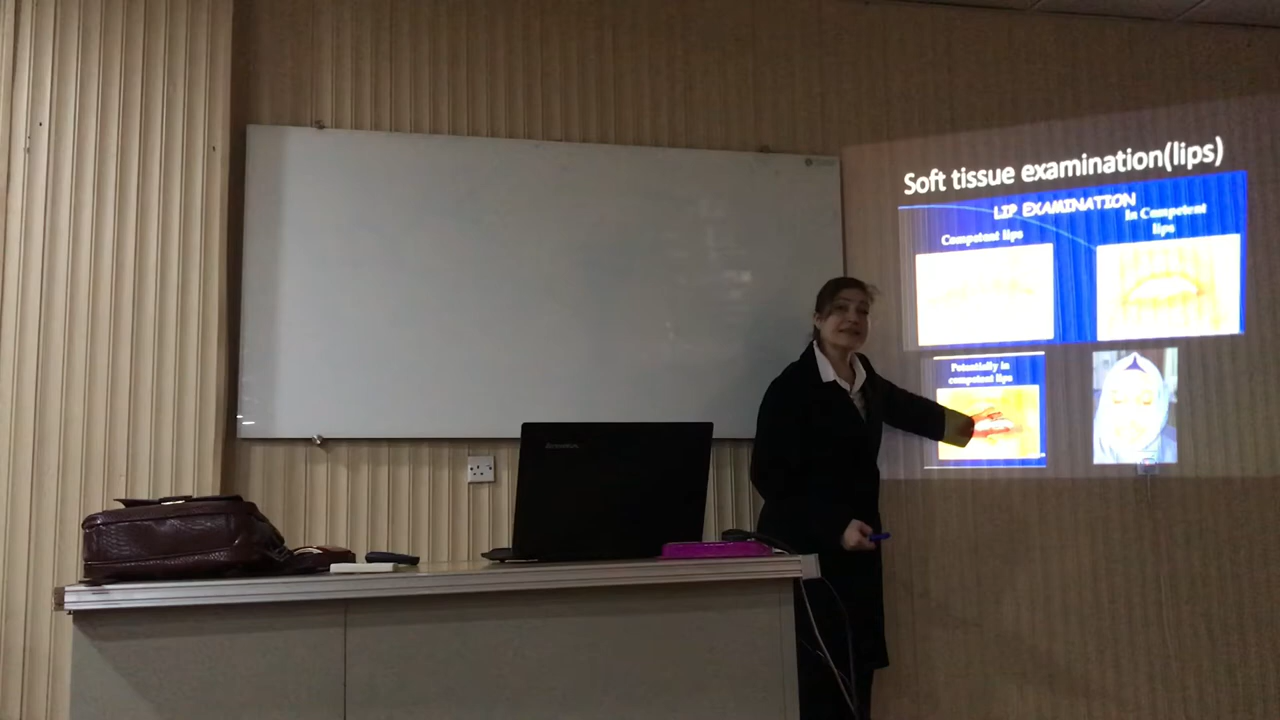 Soft tissue examination(lips)
LIP EXAMINATION
Competent lips
In Competent
lips
Potentially in
competent lips